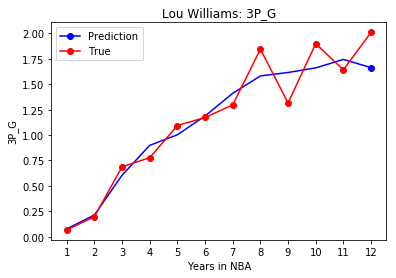 Lou Williams: 3P_G
Prediction
True
2.00
1.75
1.50
1.25
1.00
0.75
0.50
0.25
0.00
3P_G
1 2 3 4 5 6 7 8 9 10 11 12
Years in NBA